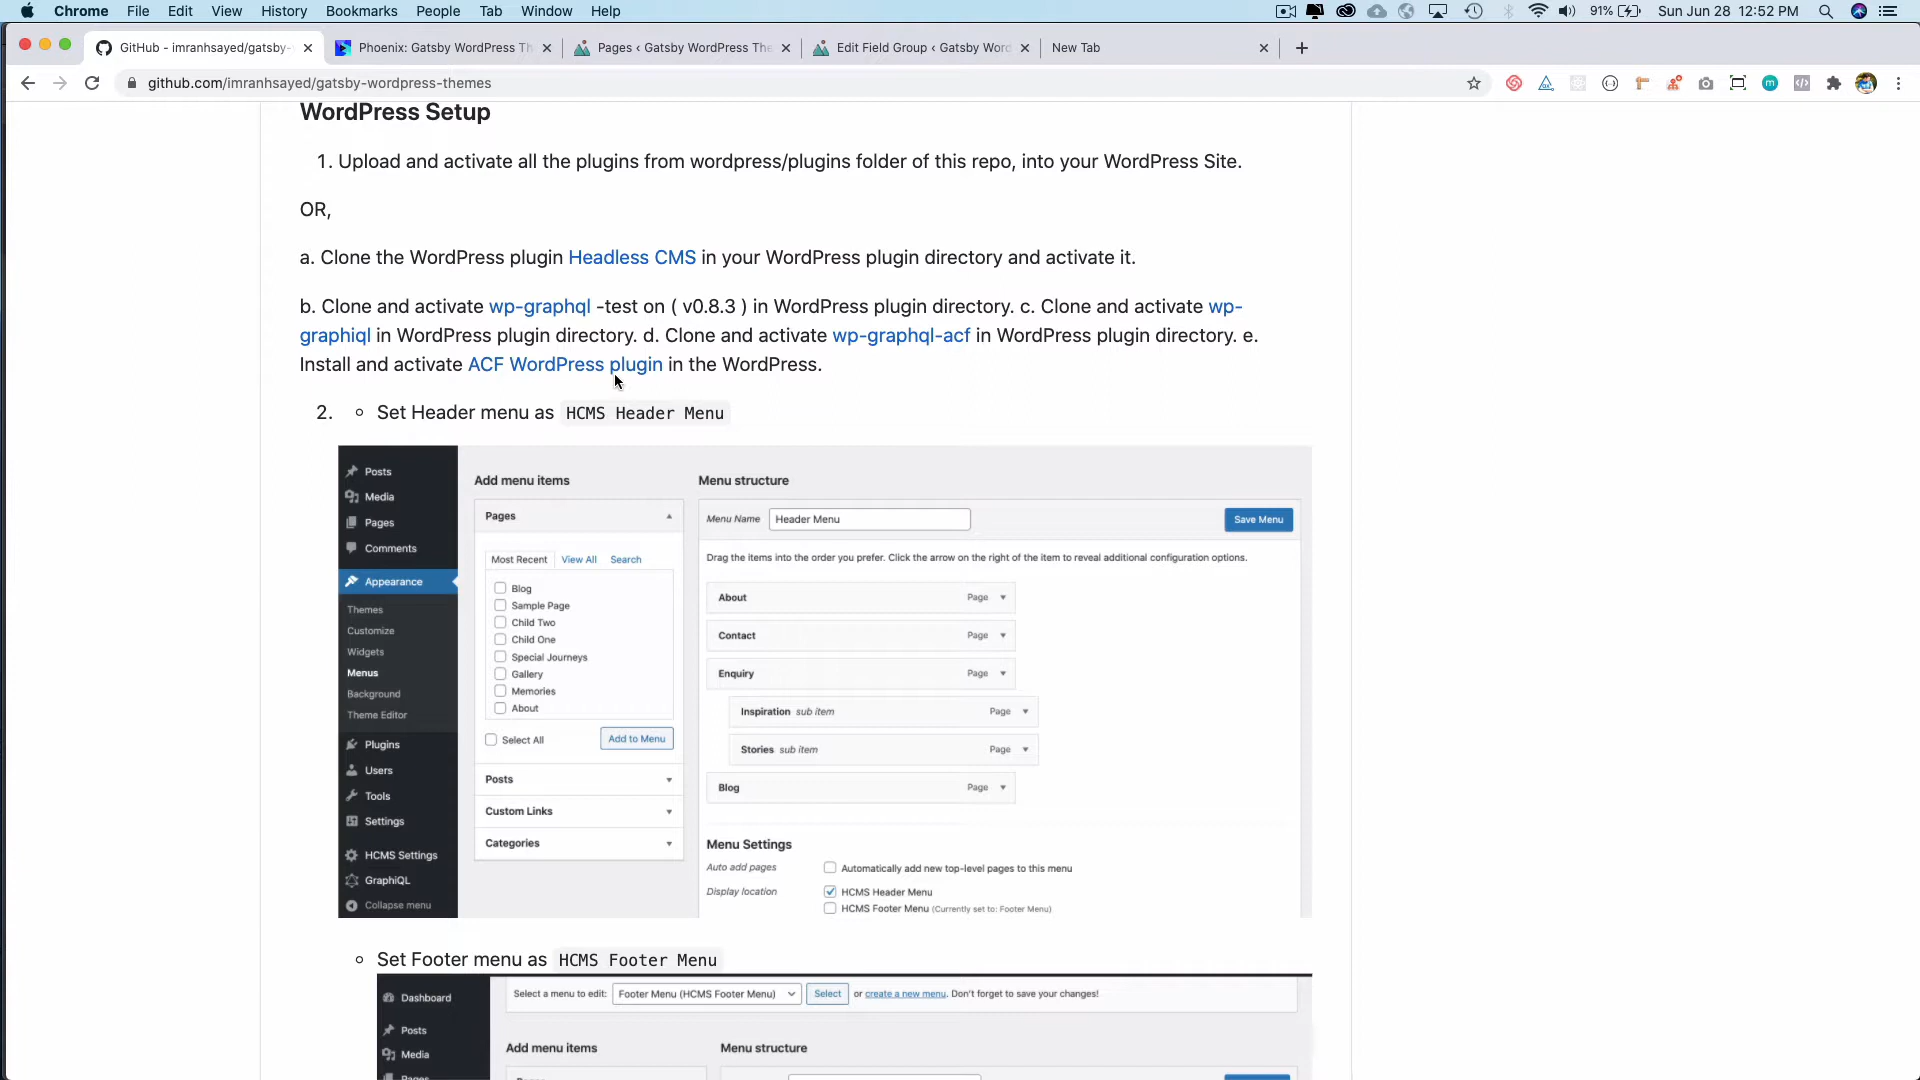 Chrome File Edit View History Bookmarks People Tab Window Help 91% Sun Jun 28 12:52 PM
GitHub - imranhsayed/gatsby- Phoenix: Gatsby WordPress Th Pages ‹ Gatsby WordPress The Edit Field Group ‹ Gatsby Word New Tab
github.com/imranhsayed/gatsby-wordpress-themes
WordPress Setup
1. Upload and activate all the plugins from wordpress/plugins folder of this repo, into your WordPress Site.
OR,
a. Clone the WordPress plugin Headless CMS in your WordPress plugin directory and activate it.
b. Clone and activate wp-graphql -test on ( v0.8.3 ) in WordPress plugin directory. c. Clone and activate wp-
graphiql in WordPress plugin directory. d. Clone and activate wp-graphql-acf in WordPress plugin directory. e.
Install and activate ACF WordPress plugin in the WordPress.
2. Set Header menu as HCMS Header Menu
Posts
Media
Pages
Comments
Appearance
Themes
Customize
Widgets
Menus
Background
Theme Editor
Plugins
Users
Tools
Settings
HCMS Settings
GraphiQL
Collapse menu
Add menu items
Pages
Most Recent View All Search
Blog
Sample Page
Child Two
Child One
Special Journeys
Gallery
Memories
About
Select All Add to Menu
Posts
Custom Links
Categories
Menu structure
Menu Name Header Menu Save Menu
Drag the items into the order you prefer. Click the arrow on the right of the item to reveal additional configuration options.
About Page
Contact Page
Enquiry Page
Inspiration sub item Page
Stories sub item Page
Blog Page
Menu Settings
Auto add pages Automatically add new top-level pages to this menu
Display location HCMS Header Menu
HCMS Footer Menu (Currently set to: Footer Menu)
Set Footer menu as HCMS Footer Menu
Dashboard
Posts
Media
Pages
Select a menu to edit: Footer Menu (HCMS Footer Menu) Select or create a new menu. Don't forget to save your changes!
Add menu items Menu structure